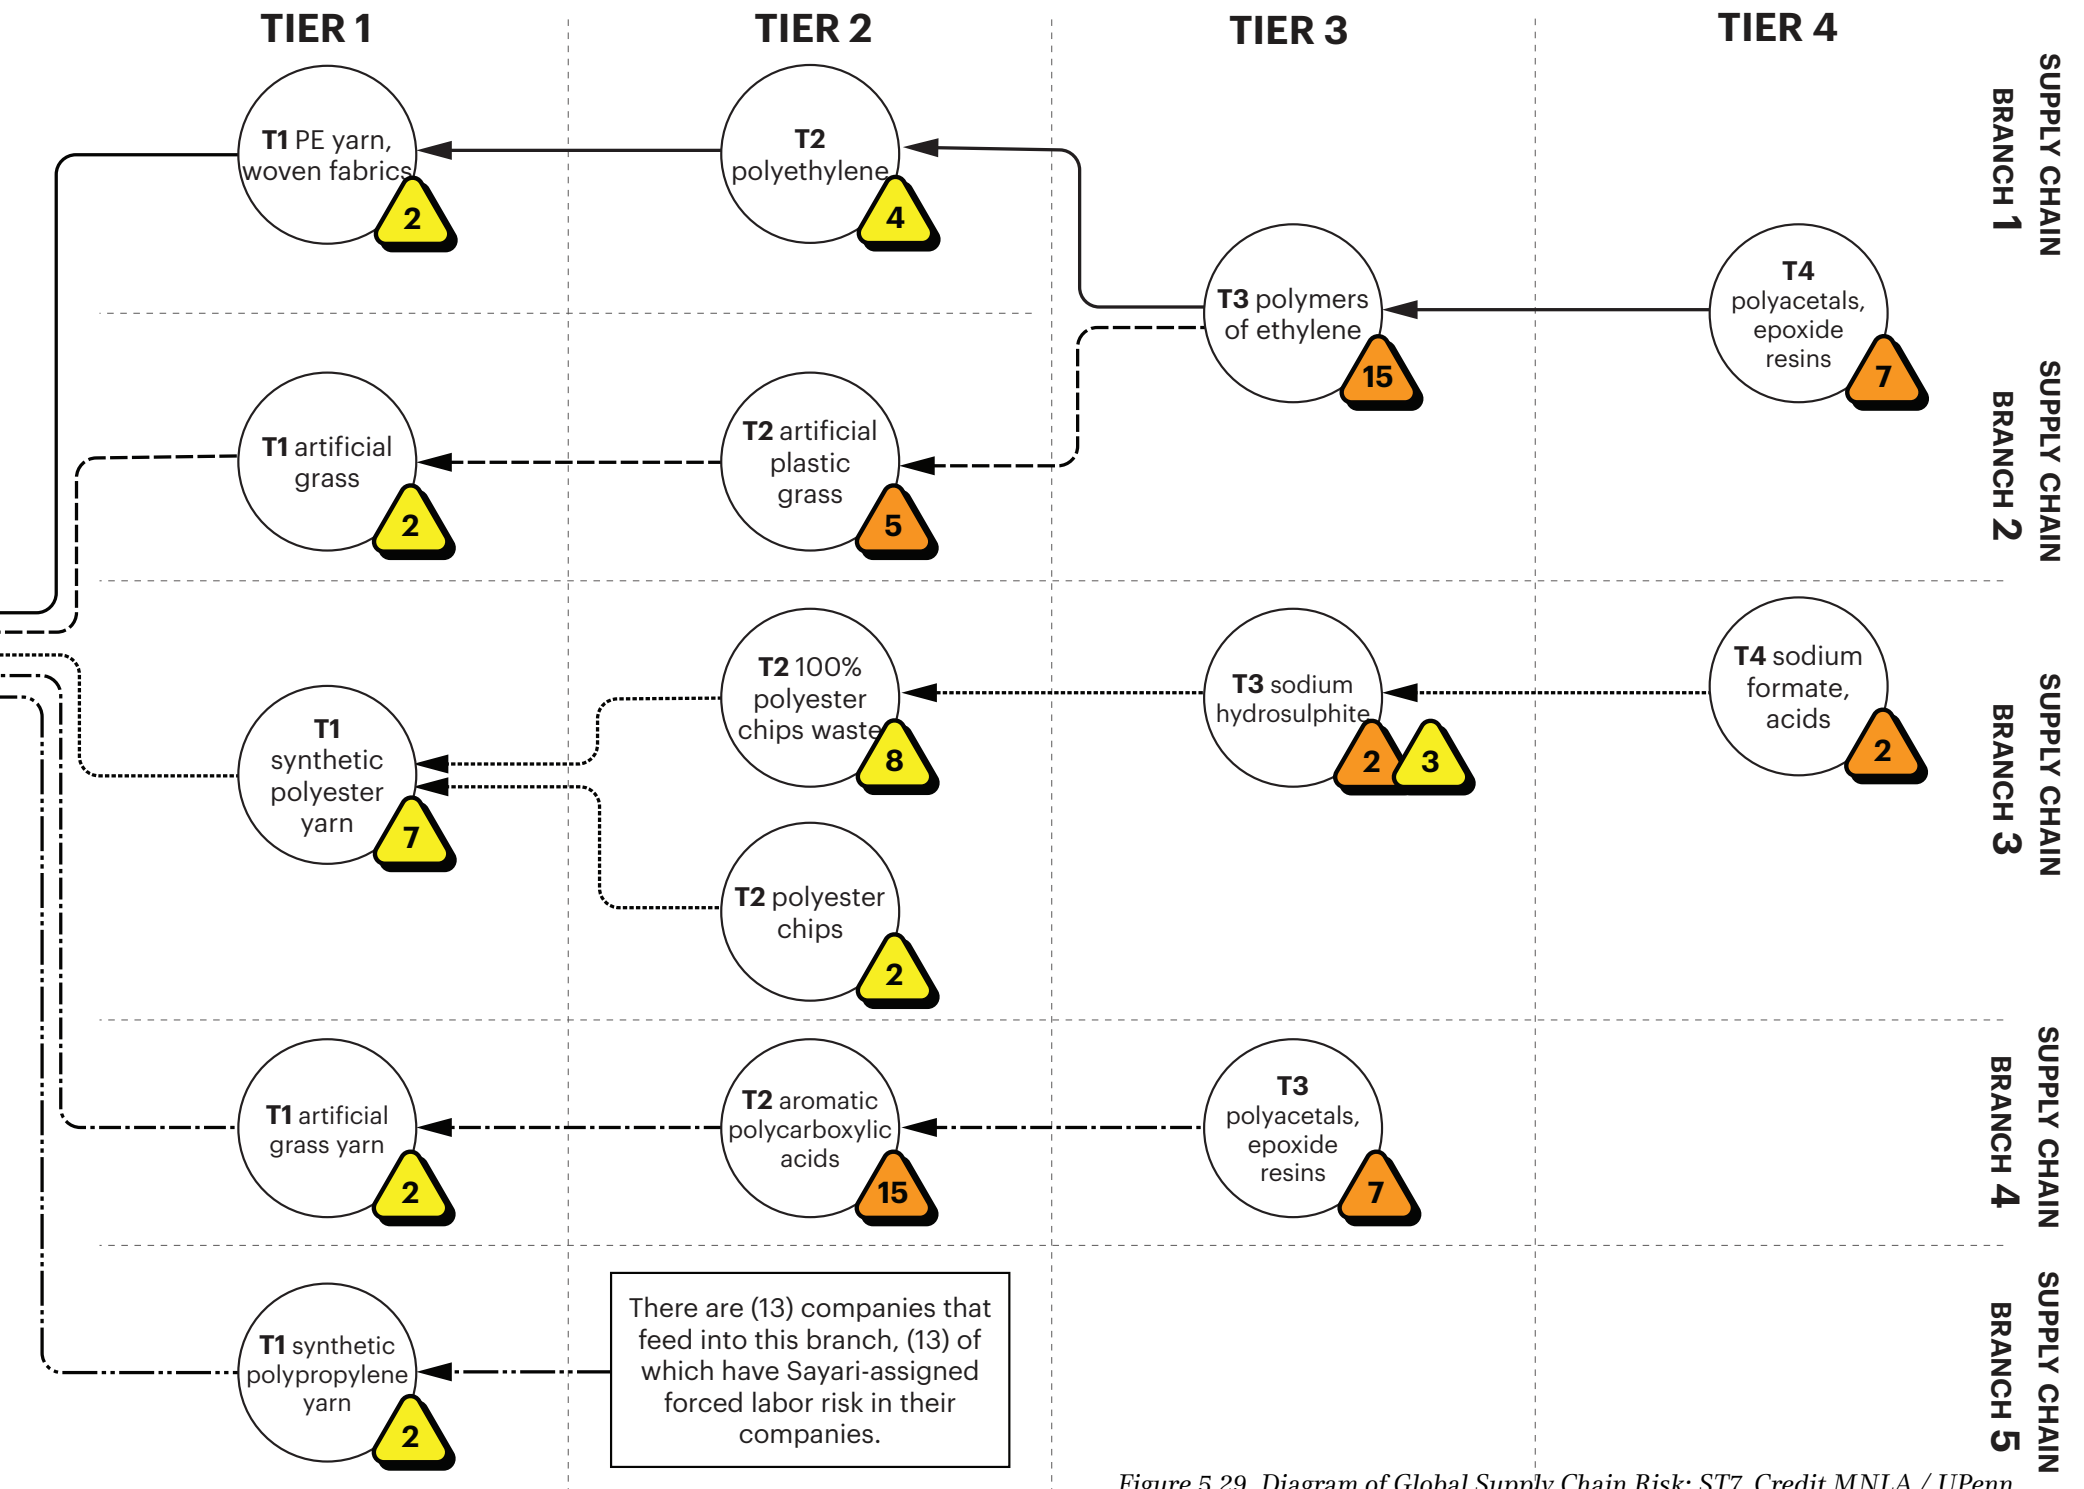 TIER 1
TIER 2
TIER 3
TIER 4
SUPPLY CHAIN
BRANCH 1
T1 PE yarn,
woven fabrics
2
T2
polyethylene
4
T3 polymers
of ethylene
15
T4
polyacetals,
epoxide
resins
7
SUPPLY CHAIN
BRANCH 2
T1 artificial
grass
2
T2 artificial
plastic
grass
5
SUPPLY CHAIN
BRANCH 3
T1
synthetic
polyester
yarn
7
T2 100%
polyester
chips waste
8
T2 polyester
chips
2
T3 sodium
hydrosulphite
2
3
T4 sodium
formate,
acids
2
SUPPLY CHAIN
BRANCH 4
T1 artificial
grass yarn
2
T2 aromatic
polycarboxylic
acids
15
T3
polyacetals,
epoxide
resins
7
SUPPLY CHAIN
BRANCH 5
T1 synthetic
polypropylene
yarn
2
There are (13) companies that
feed into this branch, (13) of
which have Sayari-assigned
forced labor risk in their
companies.
Figure 5.29. Diagram of Global Supply Chain Risk: ST7. Credit MNLA / UPenn